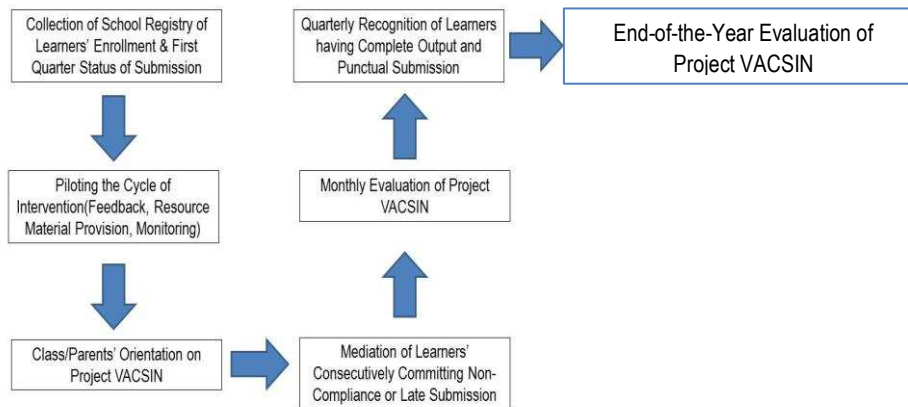 Collection of School Registry of
Learners' Enrollment & First
Quarter Status of Submission
Piloting the Cycle of
Intervention(Feedback, Resource
Material Provision, Monitoring)
Class/Parents' Orientation on
Project VACSIN
Mediation of Learners'
Consecutively Committing Non-
Compliance or Late Submission
Monthly Evaluation of Project
VACSIN
Quarterly Recognition of Learners
having Complete Output and
Punctual Submission
End-of-the-Year Evaluation of
Project VACSIN